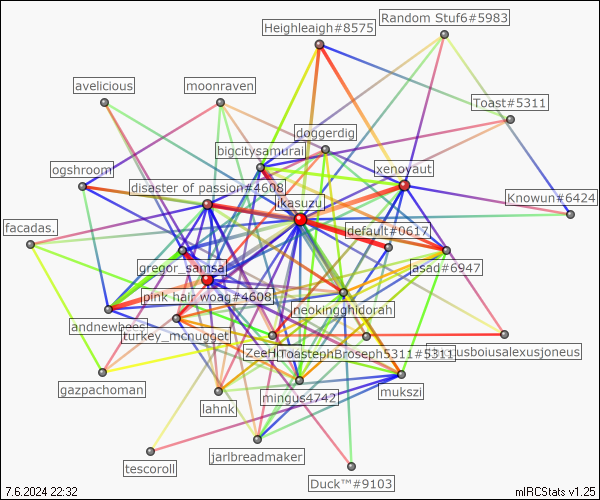 Random Stuf6#5983
Heighleaigh#8575
avelicious
moonraven
Toast#5311
doggerdig
bigcitysamurai
ogshroom
xenoyaut
disaster of passion#4608
Knowun#6424
ikasuzu
facadas.
default#0617
gregor_samsa
asad#6947
pink hair woag#4608
neokingghidorah
andnewbees
turkey_mcnugget
ToastephBroseph5311#5311
usboiusalexusjoneus
gazpachoman
mukszi
mingus4742
lahnk
jarlbreadmaker
tescoroll
Duck™#9103
7.6.2024 22:32
mIRCStats v1.25